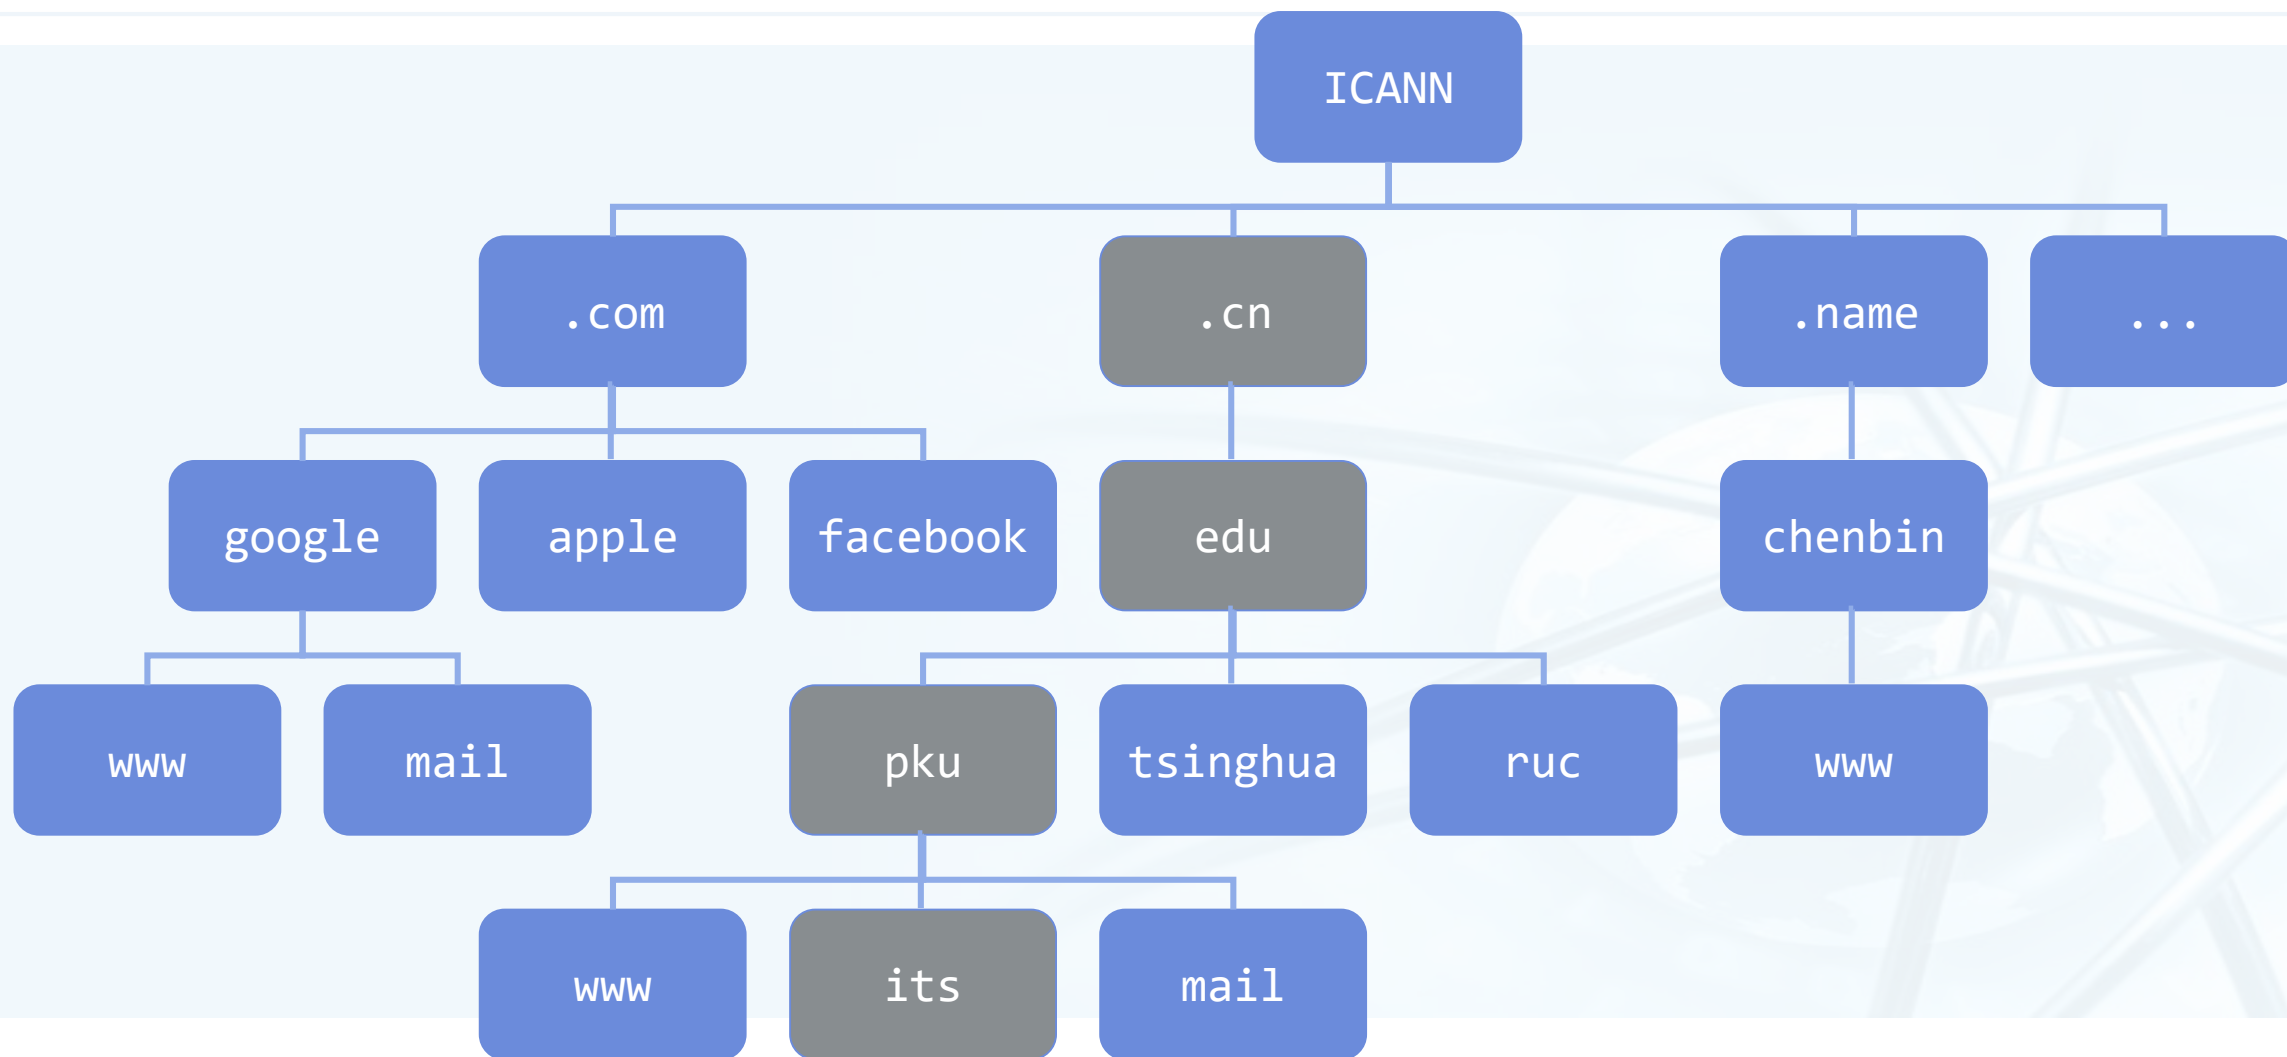 ICANN
.com
.cn
.name
...
google
apple
facebook
edu
chenbin
www
mail
pku
tsinghua
ruc
www
www
its
mail